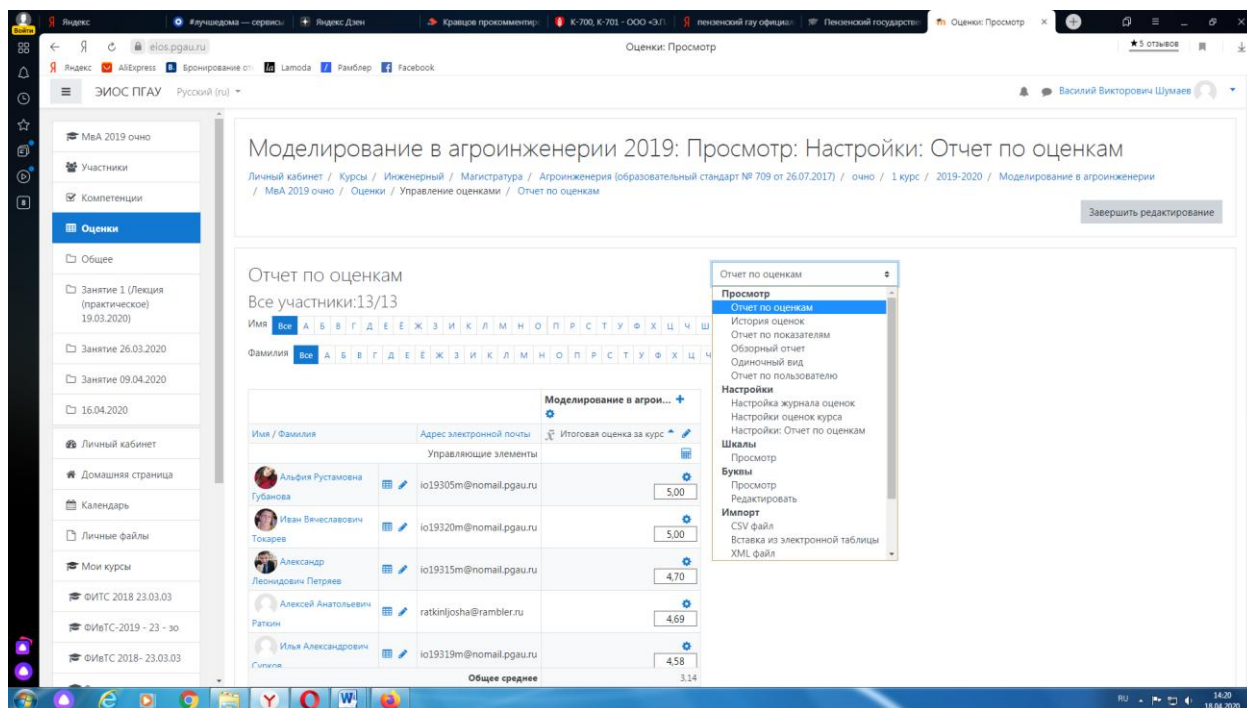 Яндекс
#лучшедома — сервисы
Яндекс Дзен
Кравцов прокомментир
К-700, К-701 - ООО «З.П.
пензенский гау официал
Пензенский государстве
Оценки: Просмотр
Войти
eios.pgau.ru
Оценки: Просмотр
★5 отзывов
Яндекс
AliExpress
Бронирование от
Lamoda
Рамблер
Facebook
ЭИОС ПГАУ
Русский (ru)
Василий Викторович Шумаев
МвА 2019 очно
Участники
Компетенции
Оценки
Общее
Занятие 1 (Лекция
(практическое)
19.03.2020)
Занятие 26.03.2020
Занятие 09.04.2020
16.04.2020
Личный кабинет
Домашняя страница
Календарь
Личные файлы
Мои курсы
ФИТС 2018 23.03.03
ФИвТС-2019 - 23 - зо
ФИвТС 2018- 23.03.03
Моделирование в агроинженерии 2019: Просмотр: Настройки: Отчет по оценкам
Личный кабинет / Курсы / Инженерный / Магистратура / Агроинженерия (образовательный стандарт № 709 от 26.07.2017) / очно / 1 курс / 2019-2020 / Моделирование в агроинженерии
/ МвА 2019 очно / Оценки / Управление оценками / Отчет по оценкам
Завершить редактирование
Отчет по оценкам
Все участники:13/13
Имя Все А Б В Г Д Е Ё Ж З И К Л М Н О П Р С Т У Ф Х Ц Ч Ш
Фамилия Все А Б В Г Д Е Ё Ж З И К Л М Н О П Р С Т У Ф Х Ц Ч
Моделирование в агрои...
Имя / Фамилия Адрес электронной почты Итоговая оценка за курс
Управляющие элементы
Альфия Рустамовна
Губанова
io19305m@nomail.pgau.ru
5,00
Иван Вячеславович
Токарев
io19320m@nomail.pgau.ru
5,00
Александр
Леонидович Петряев
io19315m@nomail.pgau.ru
4,70
Алексей Анатольевич
Раткин
ratkinljosha@rambler.ru
4,69
Илья Александрович
Сурков
io19319m@nomail.pgau.ru
4,58
Общее среднее 3,14
Отчет по оценкам
Просмотр
Отчет по оценкам
История оценок
Отчет по показателям
Обзорный отчет
Одиночный вид
Отчет по пользователю
Настройки
Настройка журнала оценок
Настройки оценок курса
Настройки: Отчет по оценкам
Шкалы
Просмотр
Буквы
Просмотр
Редактировать
Импорт
CSV файл
Вставка из электронной таблицы
XML файл
RU
14:20
18.04.2020